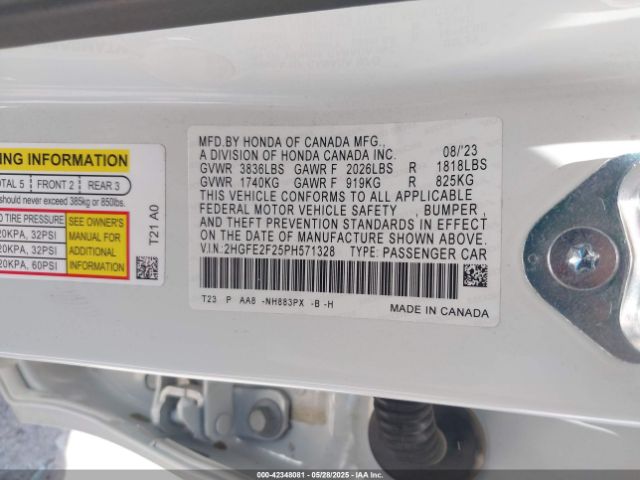 NG INFORMATION
TOTAL 5 FRONT 2 REAR 3
should never exceed 385kg or 850lbs.
TIRE PRESSURE
20KPA, 32PSI
20KPA, 32PSI
20KPA, 60PSI
SEE OWNER'S
MANUAL FOR
ADDITIONAL
INFORMATION
T21 A0
MFD.BY HONDA OF CANADA MFG., 08/'23
A DIVISION OF HONDA CANADA INC.
GVWR 3836LBS GAWR F 2026LBS R 1818LBS
GVWR 1740KG GAWR F 919KG R 825KG
THIS VEHICLE CONFORMS TO ALL APPLICABLE
FEDERAL MOTOR VEHICLE SAFETY , BUMPER ,
AND THEFT PREVENTION STANDARDS IN EFFECT
ON THE DATE OF MANUFACTURE SHOWN ABOVE.
V.I.N:2HGFE2F25PH571328 TYPE: PASSENGER CAR
T23 P AA8 -NH883PX -B -H
MADE IN CANADA
000-42348081 - 05/28/2025 - IAA, INC.